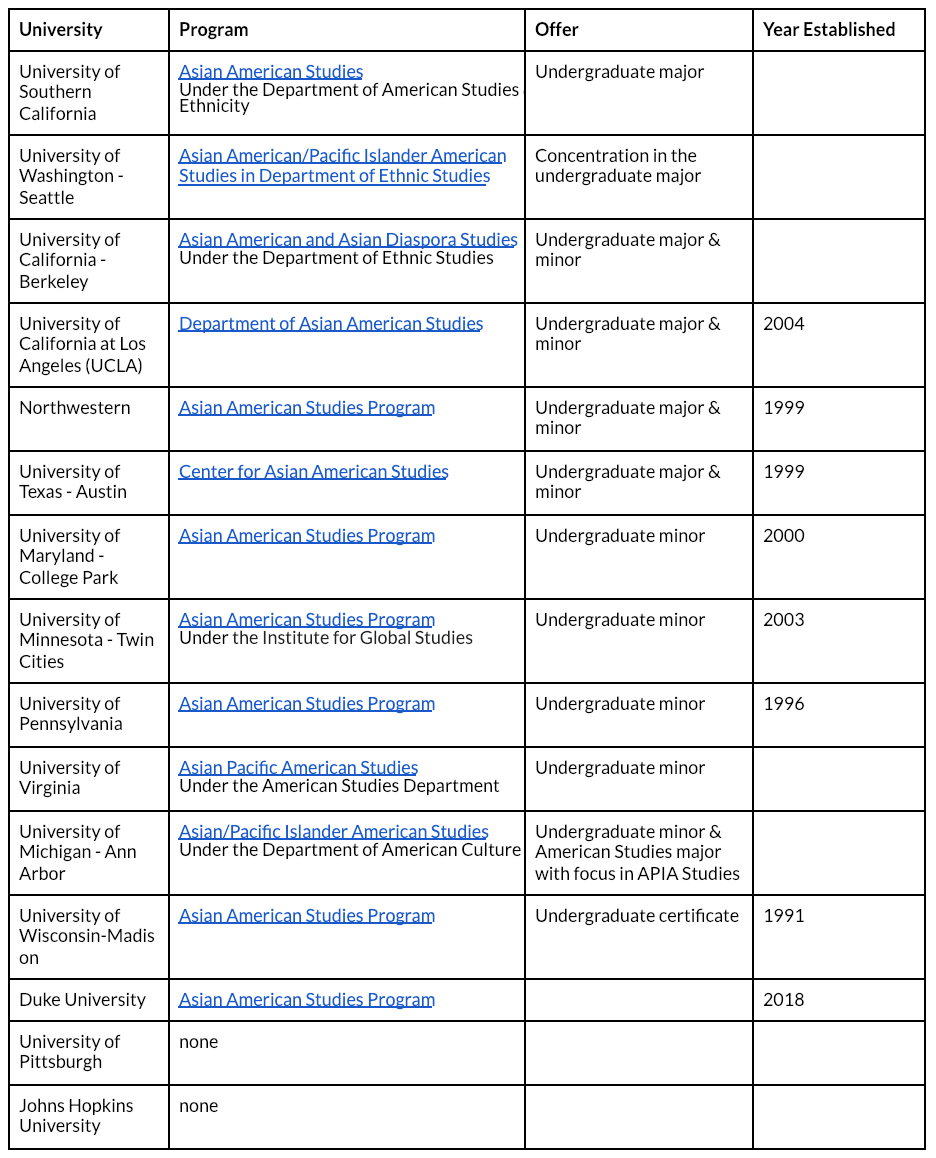 University Program Offer Year Established
University of Asian American Studies Undergraduate major
Southern Under the Department of American Studies
California Ethnicity
University of Asian American/Pacific Islander American Concentration in the
Washington - Studies in Department of Ethnic Studies undergraduate major
Seattle
University of Asian American and Asian Diaspora Studies Undergraduate major &
California - Under the Department of Ethnic Studies minor
Berkeley
University of Department of Asian American Studies Undergraduate major & 2004
California at Los minor
Angeles (UCLA)
Northwestern Asian American Studies Program Undergraduate major & 1999
minor
University of Center for Asian American Studies Undergraduate major & 1999
Texas - Austin minor
University of Asian American Studies Program Undergraduate minor 2000
Maryland -
College Park
University of Asian American Studies Program Undergraduate minor 2003
Minnesota - Twin Under the Institute for Global Studies
Cities
University of Asian American Studies Program Undergraduate minor 1996
Pennsylvania
University of Asian Pacific American Studies Undergraduate minor
Virginia Under the American Studies Department
University of Asian/Pacific Islander American Studies Undergraduate minor &
Michigan - Ann Under the Department of American Culture American Studies major
Arbor with focus in APIA Studies
University of Asian American Studies Program Undergraduate certificate 1991
Wisconsin-Madis
on
Duke University Asian American Studies Program 2018
University of none
Pittsburgh
Johns Hopkins none
University